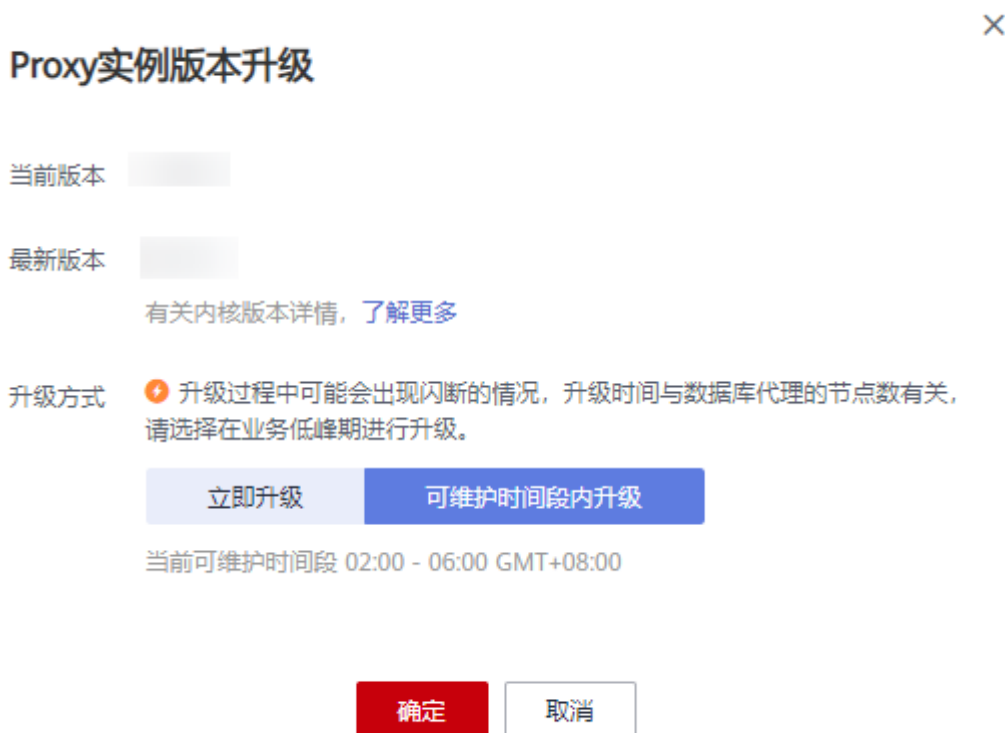 Proxy实例版本升级
当前版本
最新版本
有关内核版本详情，了解更多
升级方式
升级过程中可能会出现闪断的情况，升级时间与数据库代理的节点数有关，
请选择在业务低峰期进行升级。
立即升级 可维护时间段内升级
当前可维护时间段 02:00 - 06:00 GMT+08:00
确定 取消